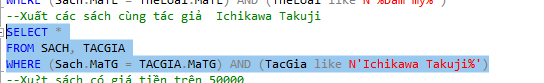 WHERE (Sach.MaTL = TheLoai.MaTL) AND (TheLoai like N'%Đam mỹ%')
--Xuất các sách cùng tác giả  Ichikawa Takuji
SELECT *
FROM SACH, TACGIA
WHERE (Sach.MaTG = TACGIA.MaTG) AND (TacGia like N'Ichikawa Takuji%')
--Xu?t sách có giá tiền trên 50000